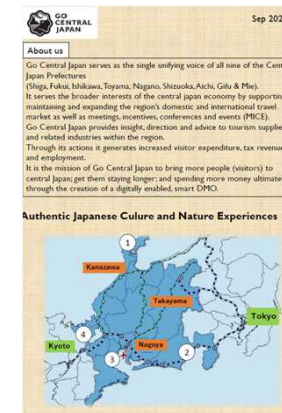 GO
CENTRAL
JAPAN
Sep 202
About us
Go Central Japan serves as the single unifying voice of all nine of the Cent
Japan Prefectures
(Shiga, Fukui, Ishikawa, Toyama, Nagano, Shizuoka, Aichi, Gifu & Mie).
It serves the broader interests of the central japan economy by supportin
maintaining and expanding the region's domestic and international travel
market as well as meetings, incentives, conferences and events (MICE).
Go Central Japan provides insight, direction and advice to tourism supplie
and related industries within the region.
Through its actions it generates increased visitor expenditure, tax revenue
and employment.
It is the mission of Go Central Japan to bring more people (visitors) to
central Japan; get them staying longer; and spending more money ultimate
through the creation of a digitally enabled, smart DMO.
Authentic Japanese Culure and Nature Experiences
1
Kanazawa
Takayama
Tokyo
4
Kyoto
Nagoya
3
2